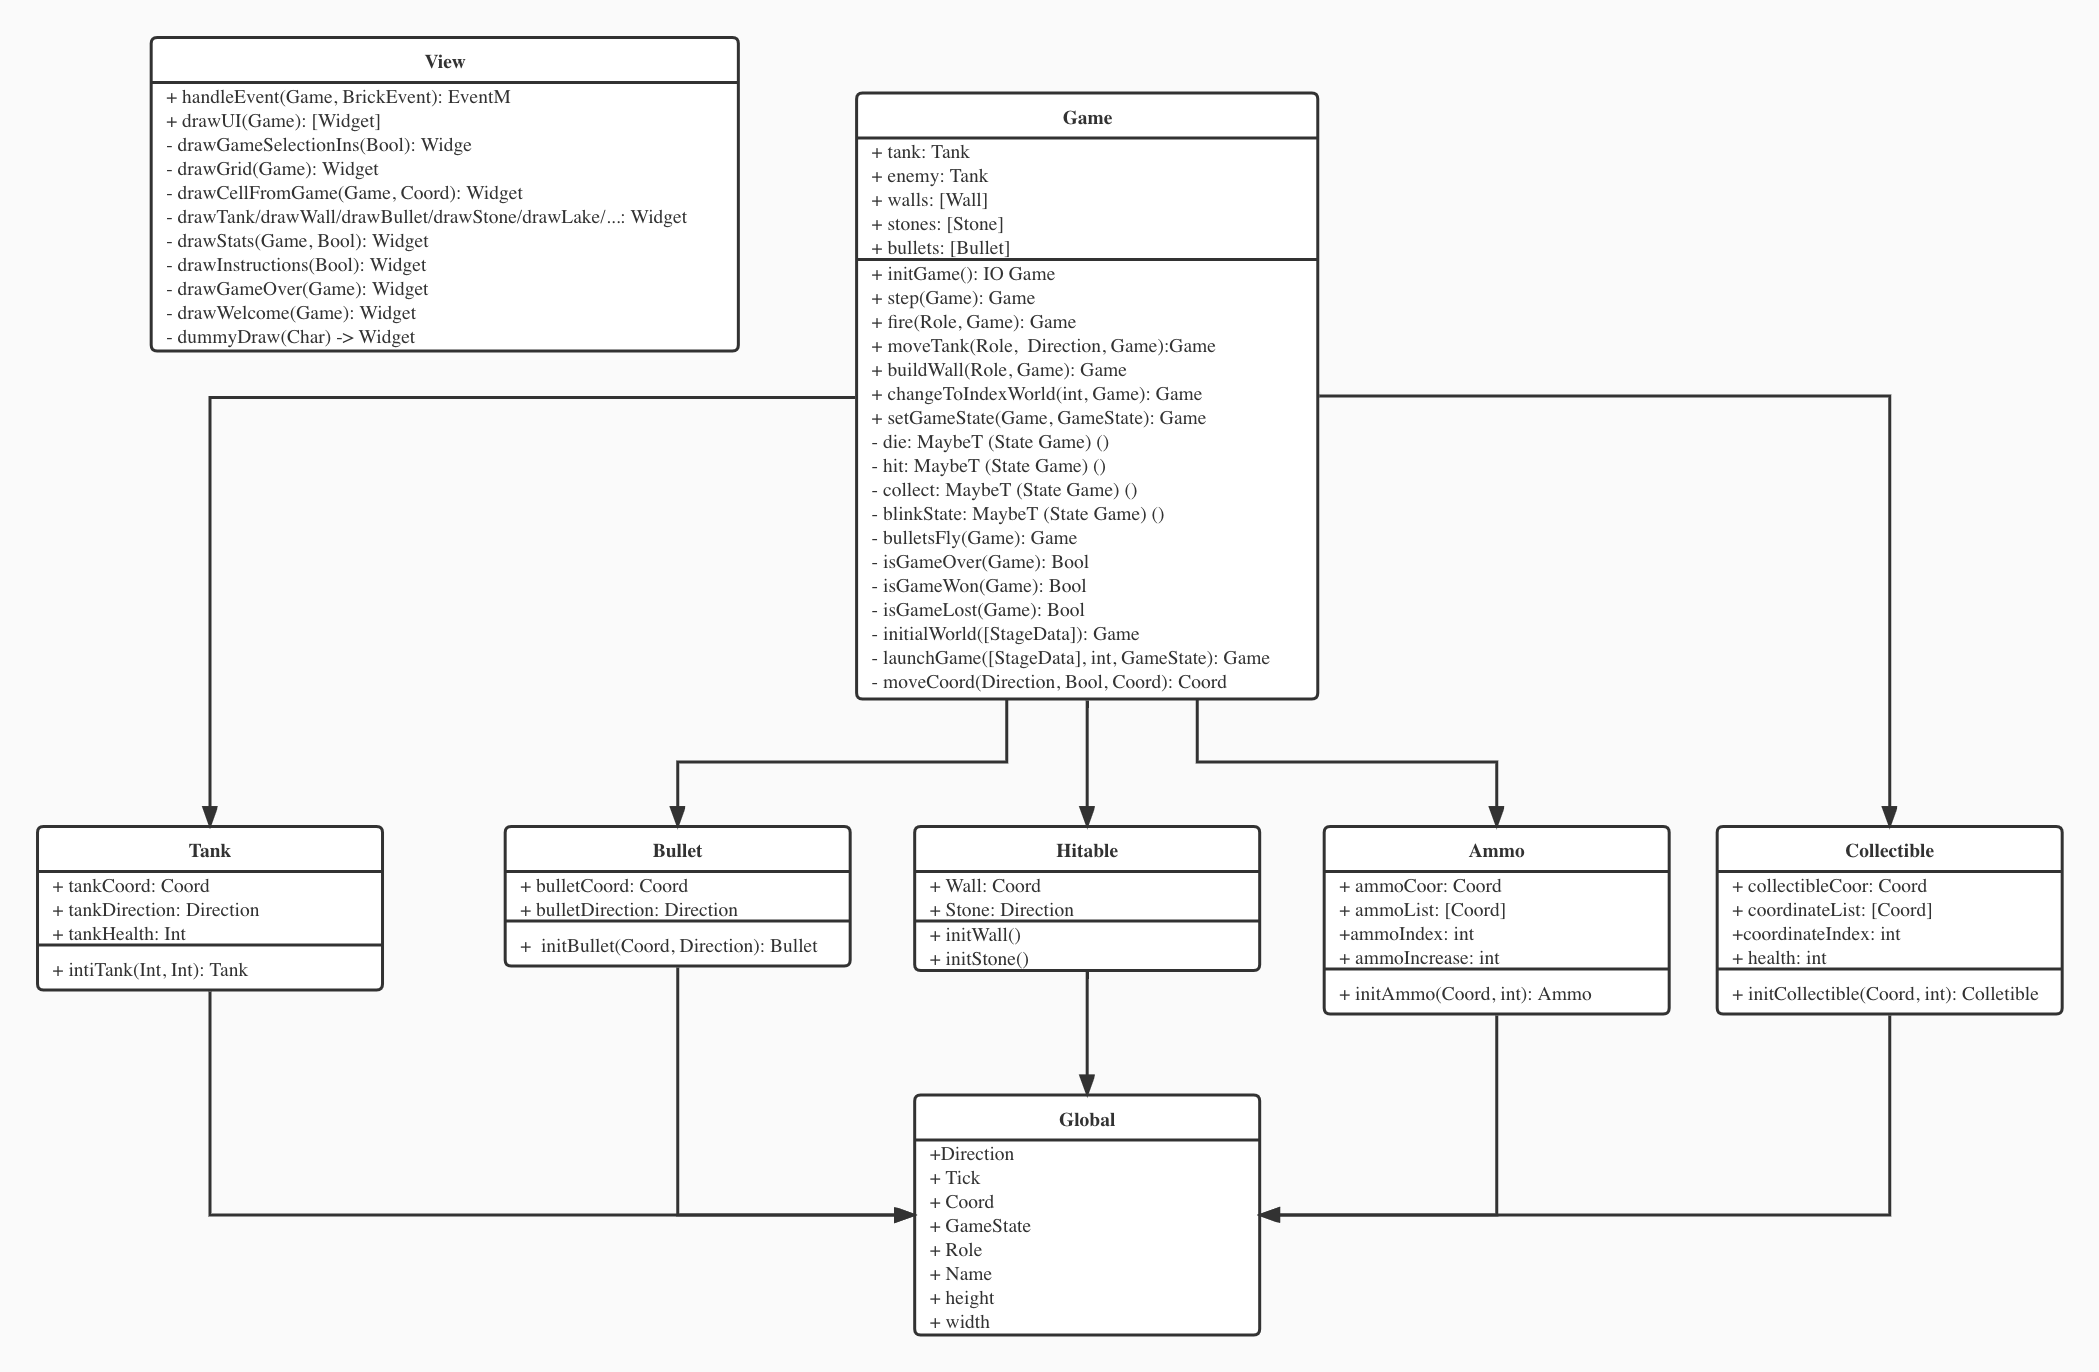 View
+ handleEvent(Game, BrickEvent): EventM
+ drawUI(Game): [Widget]
- drawGameSelectionIns(Bool): Widge
- drawGrid(Game): Widget
- drawCellFromGame(Game, Coord): Widget
- drawTank/drawWall/drawBullet/drawStone/drawLake/...: Widget
- drawStats(Game, Bool): Widget
- drawInstructions(Bool): Widget
- drawGameOver(Game): Widget
- drawWelcome(Game): Widget
- dummyDraw(Char) -> Widget
Game
+ tank: Tank
+ enemy: Tank
+ walls: [Wall]
+ stones: [Stone]
+ bullets: [Bullet]
+ initGame(): IO Game
+ step(Game): Game
+ fire(Role, Game): Game
+ moveTank(Role,  Direction, Game):Game
+ buildWall(Role, Game): Game
+ changeToIndexWorld(int, Game): Game
+ setGameState(Game, GameState): Game
- die: MaybeT (State Game) ()
- hit: MaybeT (State Game) ()
- collect: MaybeT (State Game) ()
- blinkState: MaybeT (State Game) ()
- bulletsFly(Game): Game
- isGameOver(Game): Bool
- isGameWon(Game): Bool
- isGameLost(Game): Bool
- initialWorld([StageData]): Game
- launchGame([StageData], int, GameState): Game
- moveCoord(Direction, Bool, Coord): Coord
Tank
+ tankCoord: Coord
+ tankDirection: Direction
+ tankHealth: Int
+ intiTank(Int, Int): Tank
Bullet
+ bulletCoord: Coord
+ bulletDirection: Direction
+  initBullet(Coord, Direction): Bullet
Hitable
+ Wall: Coord
+ Stone: Direction
+ initWall()
+ initStone()
Ammo
+ ammoCoor: Coord
+ ammoList: [Coord]
+ammoIndex: int
+ ammoIncrease: int
+ initAmmo(Coord, int): Ammo
Collectible
+ collectibleCoor: Coord
+ coordinateList: [Coord]
+coordinateIndex: int
+ health: int
+ initCollectible(Coord, int): Colletible
Global
+Direction
+ Tick
+ Coord
+ GameState
+ Role
+ Name
+ height
+ width